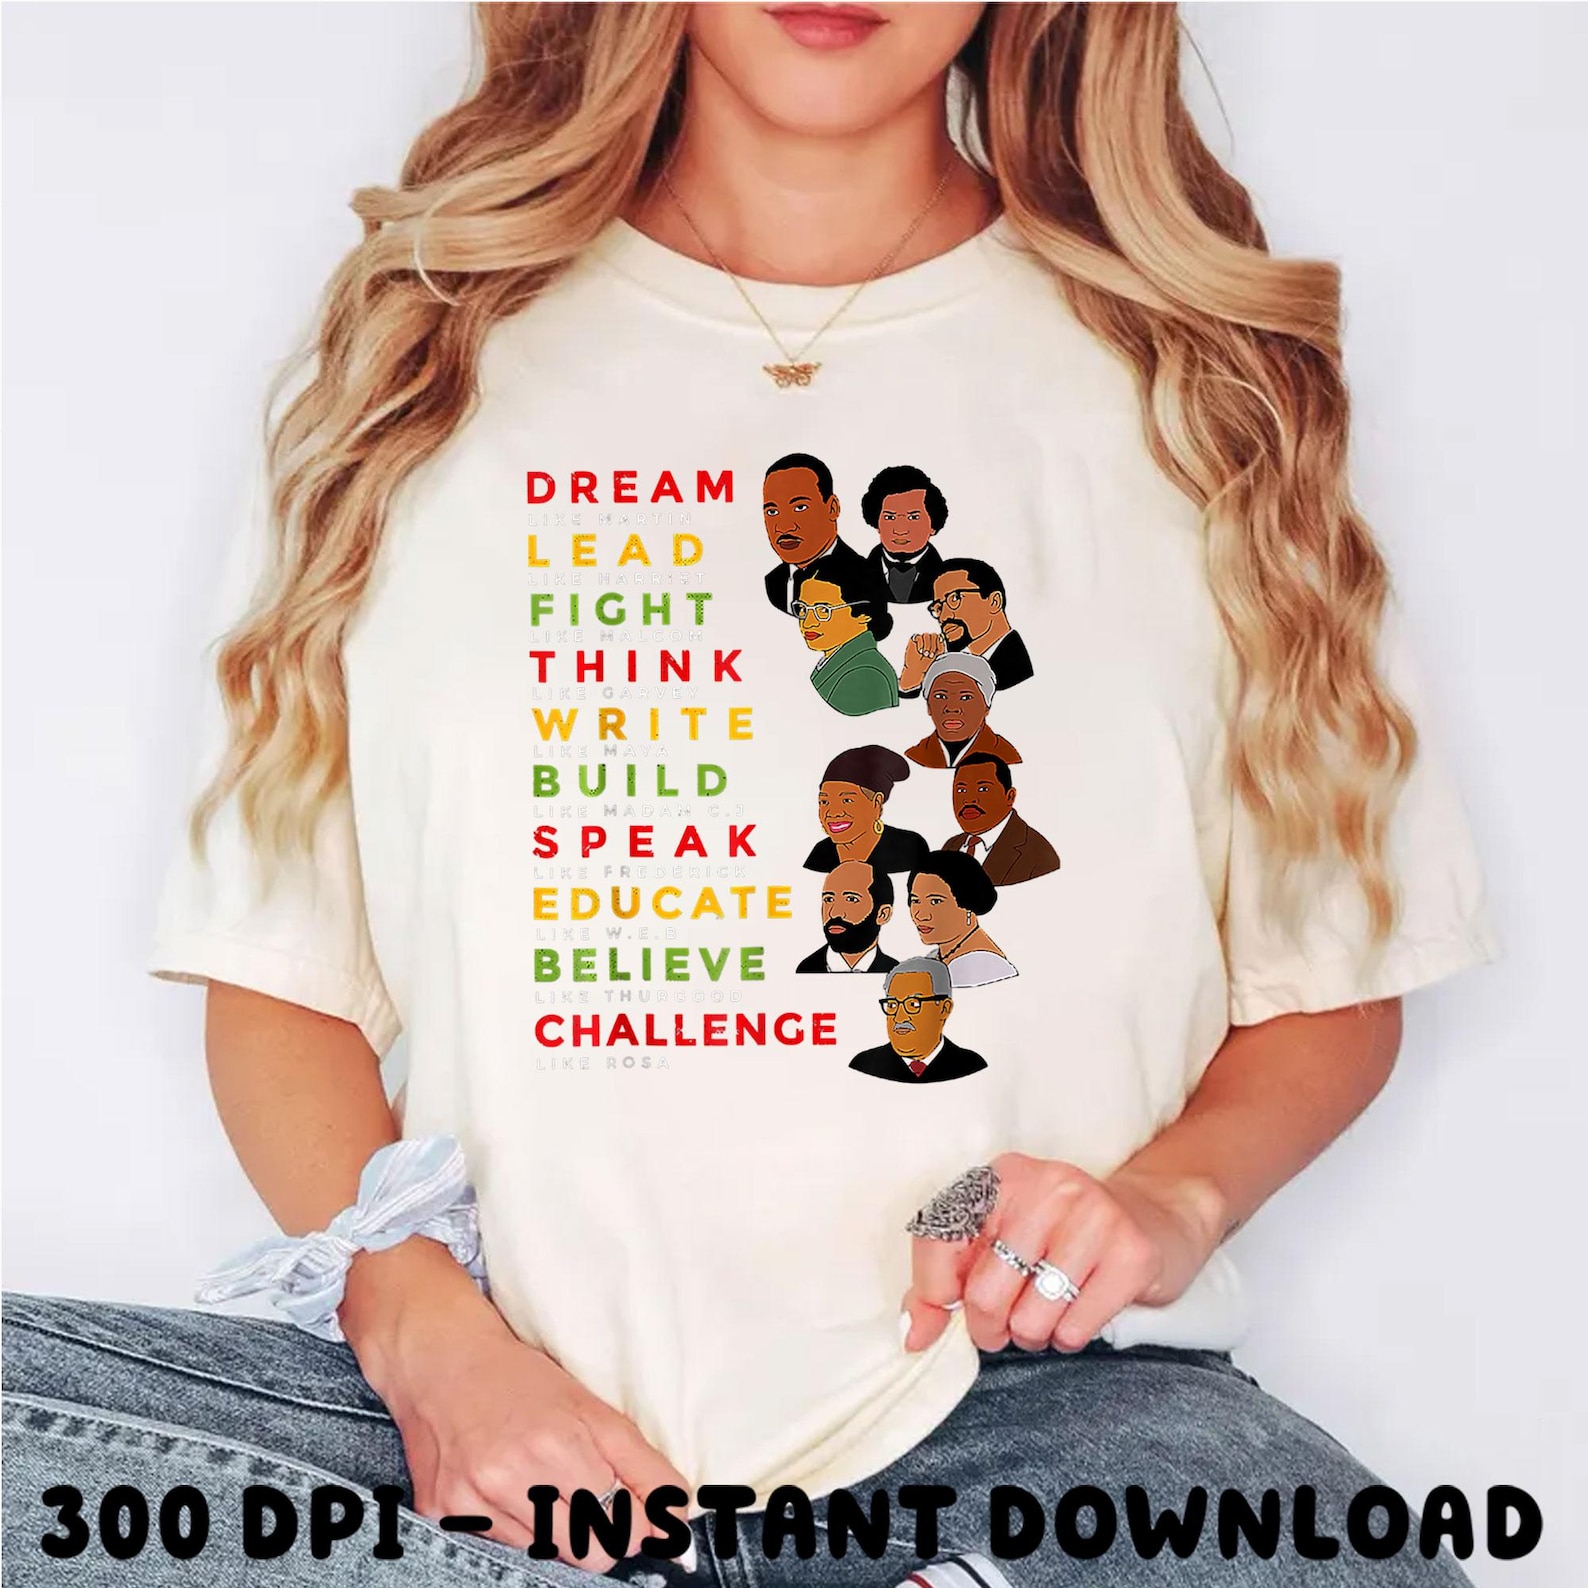 DREAM
LIKE MARTIN
LEAD
LIKE HARRIET
FIGHT
LIKE MALCOM
THINK
LIKE GARVEY
WRITE
LIKE MAYA
BUILD
LIKE MADAM C.J
SPEAK
LIKE FREDERICK
EDUCATE
LIKE W.E.B
BELIEVE
LIKE THURGOOD
CHALLENGE
LIKE ROSA
300 DPI - INSTANT DOWNLOAD